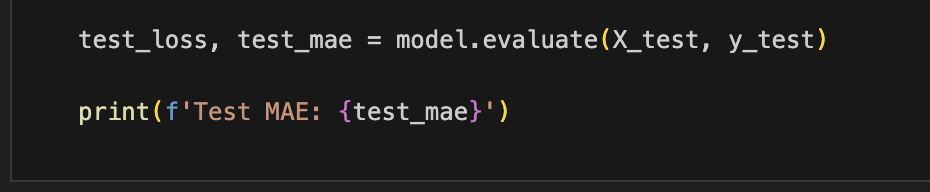 test_loss, test_mae = model.evaluate(X_test, y_test)
print(f'Test MAE: {test_mae}')